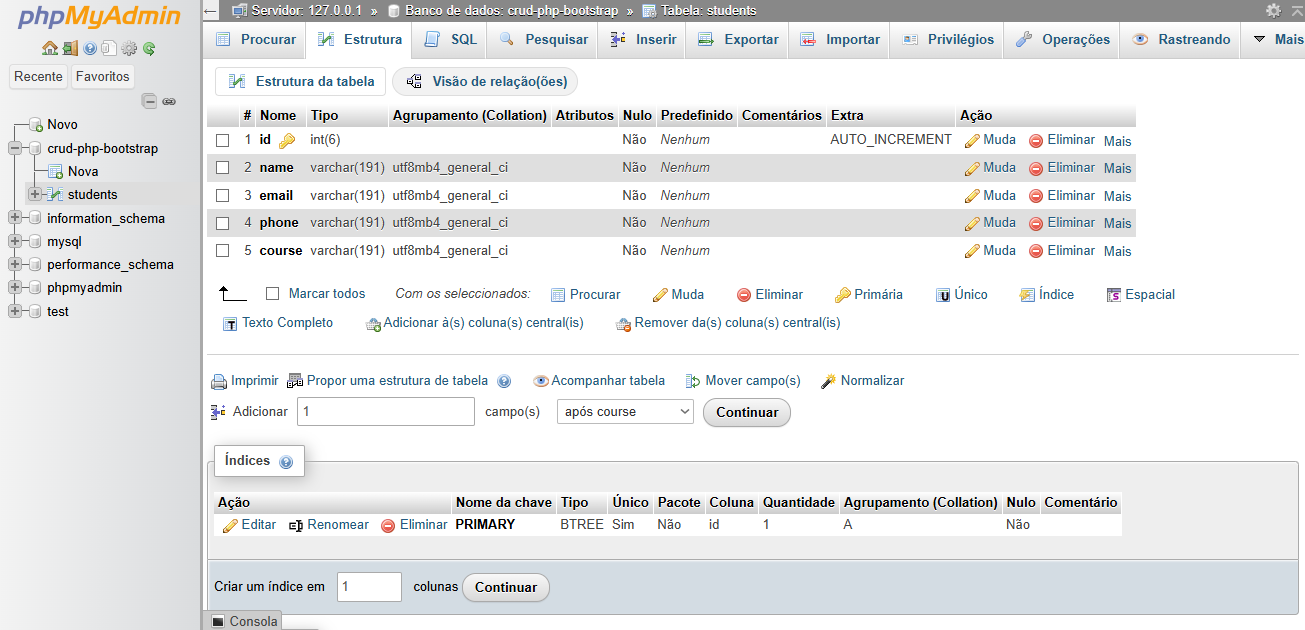 phpMyAdmin
Recente Favoritos
Novo
crud-php-bootstrap
Nova
students
information_schema
mysql
performance_schema
phpmyadmin
test
Servidor: 127.0.0.1 » Banco de dados: crud-php-bootstrap » Tabela: students
Procurar Estrutura SQL Pesquisar Inserir Exportar Importar Privilégios Operações Rastreando Mais
Estrutura da tabela Visão de relação(ões)
# Nome Tipo Agrupamento (Collation) Atributos Nulo Predefinido Comentários Extra Ação
1 id int(6) Não Nenhum AUTO_INCREMENT Muda Eliminar Mais
2 name varchar(191) utf8mb4_general_ci Não Nenhum Muda Eliminar Mais
3 email varchar(191) utf8mb4_general_ci Não Nenhum Muda Eliminar Mais
4 phone varchar(191) utf8mb4_general_ci Não Nenhum Muda Eliminar Mais
5 course varchar(191) utf8mb4_general_ci Não Nenhum Muda Eliminar Mais
Marcar todos Com os seleccionados: Procurar Muda Eliminar Primária Único Índice Espacial
Texto Completo Adicionar à(s) coluna(s) central(is) Remover da(s) coluna(s) central(is)
Imprimir Propor uma estrutura de tabela Acompanhar tabela Mover campo(s) Normalizar
Adicionar 1 campo(s) após course Continuar
Índices
Ação Nome da chave Tipo Único Pacote Coluna Quantidade Agrupamento (Collation) Nulo Comentário
Editar Renomear Eliminar PRIMARY BTREE Sim Não id 1 A Não
Criar um índice em 1 colunas Continuar
Consola